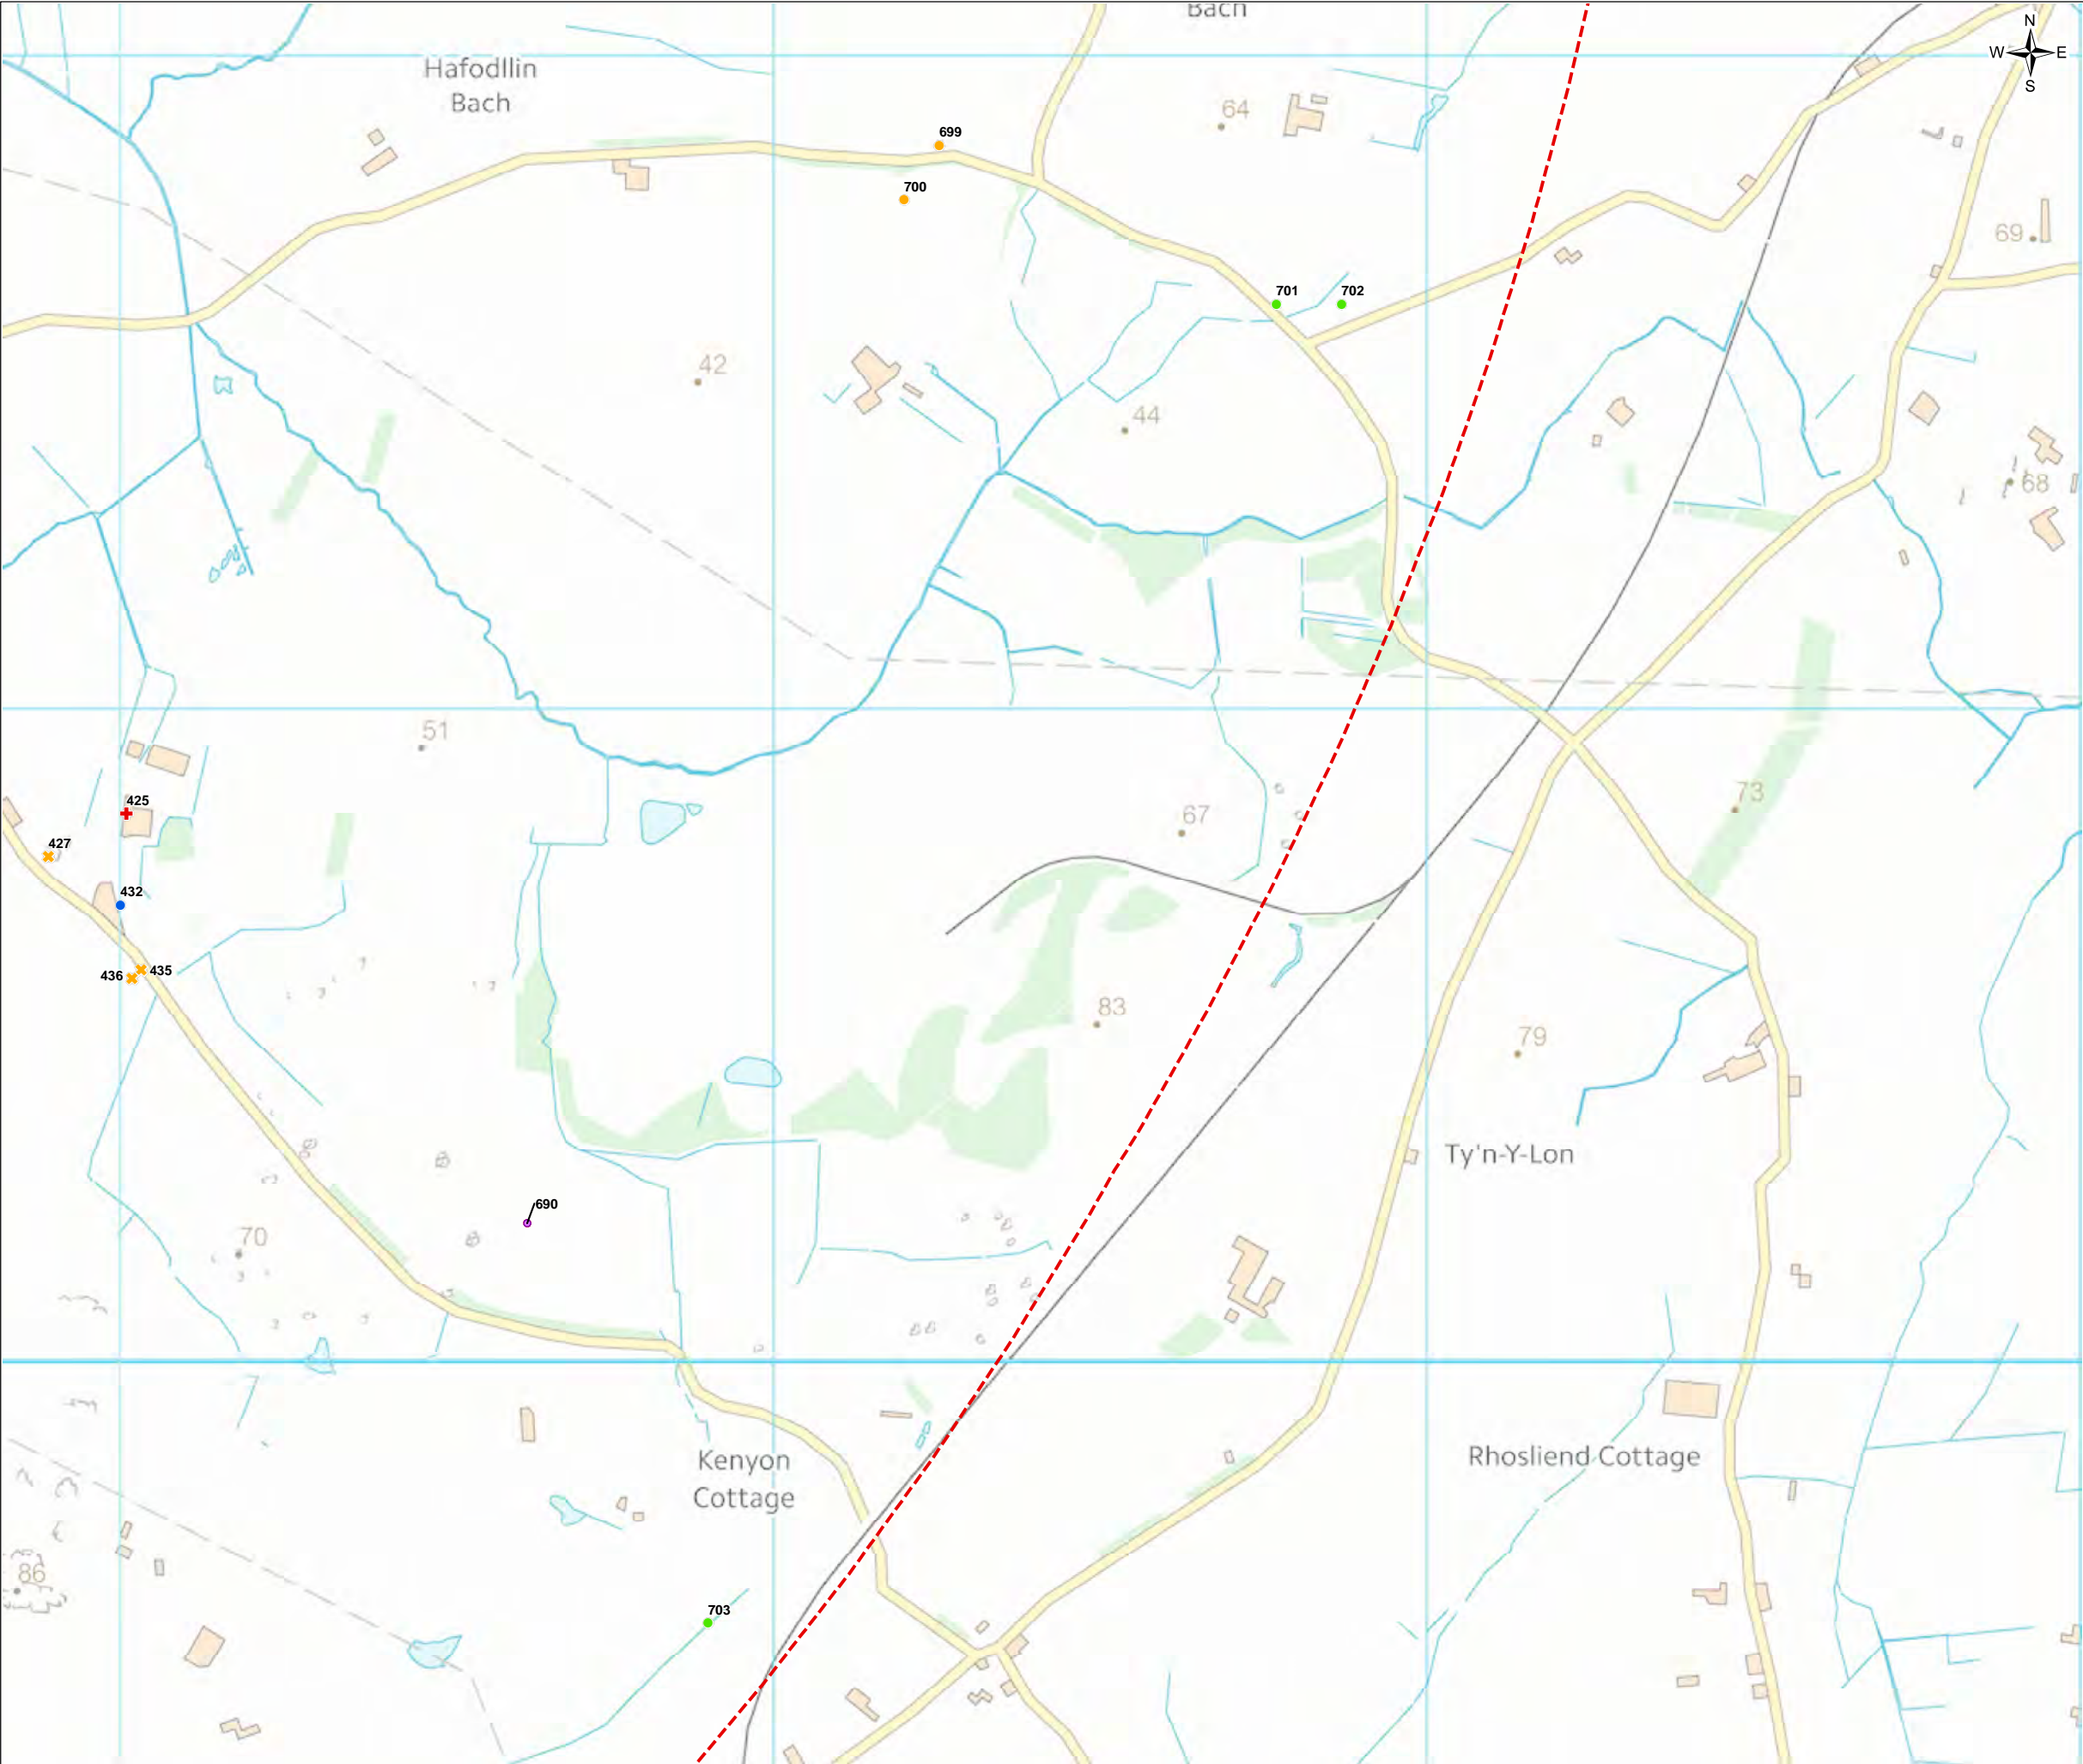 Bach
N
W E
S
Hafodllin
Bach
64
699
700
69
701
702
42
44
68
51
73
425
67
427
432
436
435
83
79
Ty'n-Y-Lon
690
70
Kenyon
Cottage
Rhosliend Cottage
86
703